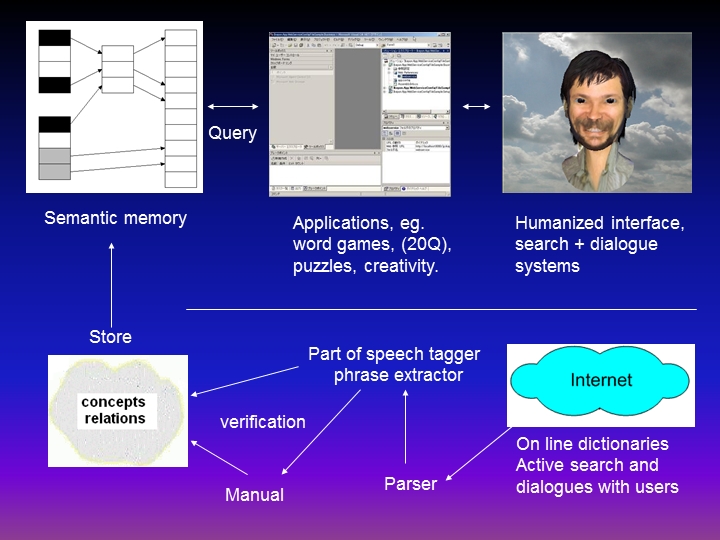 Query
Semantic memory
Applications, eg.
word games, (20Q),
puzzles, creativity.
Humanized interface,
search + dialogue
systems
Store
Part of speech tagger
phrase extractor
concepts
relations
verification
Manual
Parser
Internet
On line dictionaries
Active search and
dialogues with users